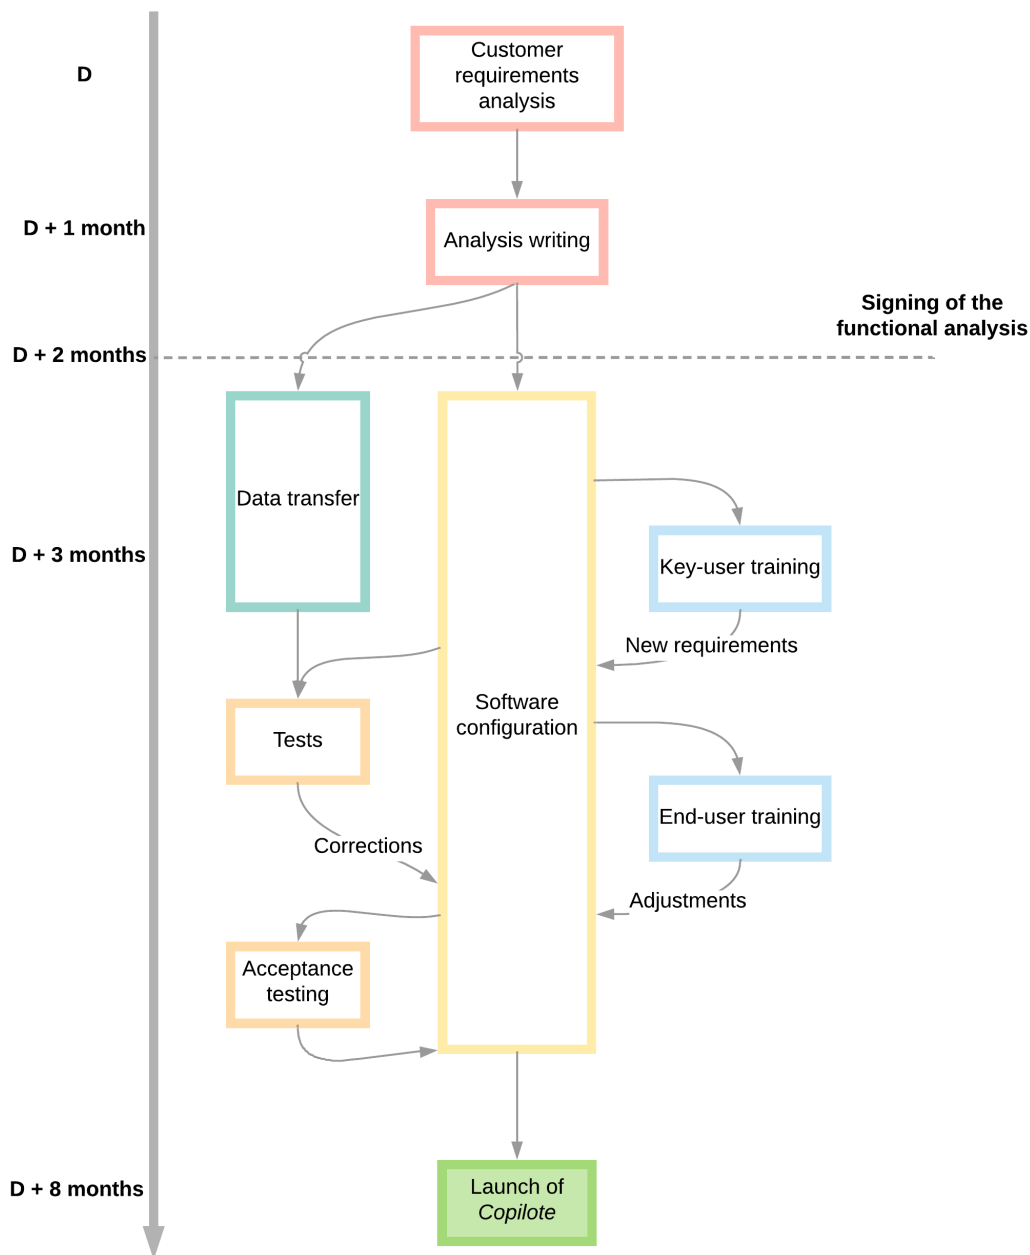 D
Customer
requirements
analysis
D + 1 month
Analysis writing
Signing of the
functional analysis
D + 2 months
Data transfer
D + 3 months
Key-user training
New requirements
Software
configuration
Tests
End-user training
Corrections
Adjustments
Acceptance
testing
D + 8 months
Launch of
Copilote